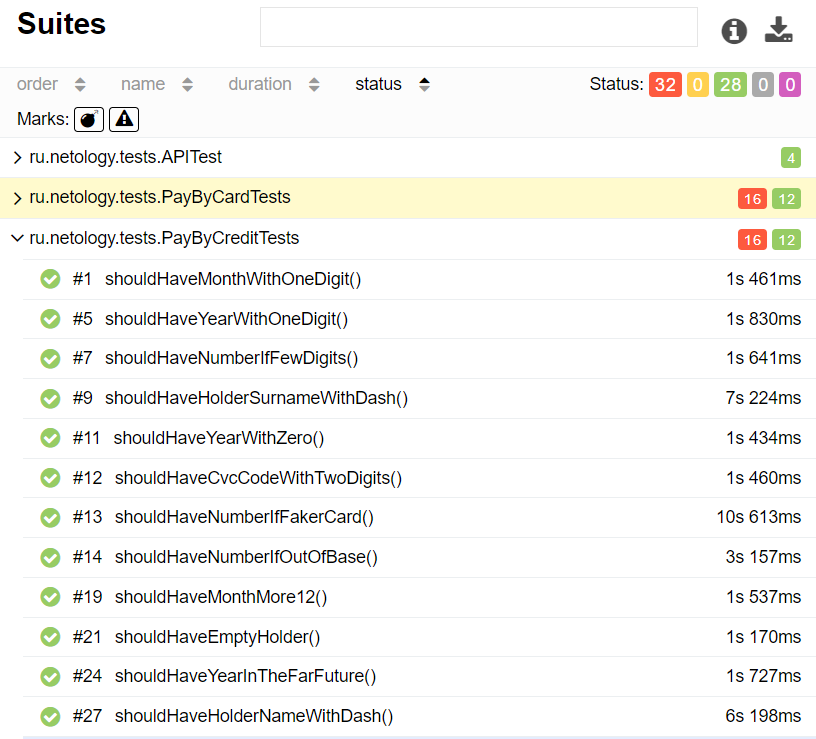 Suites
order name duration status Status: 32 0 28 0 0
Marks:
ru.netology.tests.APITest 4
ru.netology.tests.PayByCardTests 16 12
ru.netology.tests.PayByCreditTests 16 12
#1 shouldHaveMonthWithOneDigit() 1s 461ms
#5 shouldHaveYearWithOneDigit() 1s 830ms
#7 shouldHaveNumberIfFewDigits() 1s 641ms
#9 shouldHaveHolderSurnameWithDash() 7s 224ms
#11 shouldHaveYearWithZero() 1s 434ms
#12 shouldHaveCvcCodeWithTwoDigits() 1s 460ms
#13 shouldHaveNumberIfFakerCard() 10s 613ms
#14 shouldHaveNumberIfOutOfBase() 3s 157ms
#19 shouldHaveMonthMore12() 1s 537ms
#21 shouldHaveEmptyHolder() 1s 170ms
#24 shouldHaveYearInTheFarFuture() 1s 727ms
#27 shouldHaveHolderNameWithDash() 6s 198ms